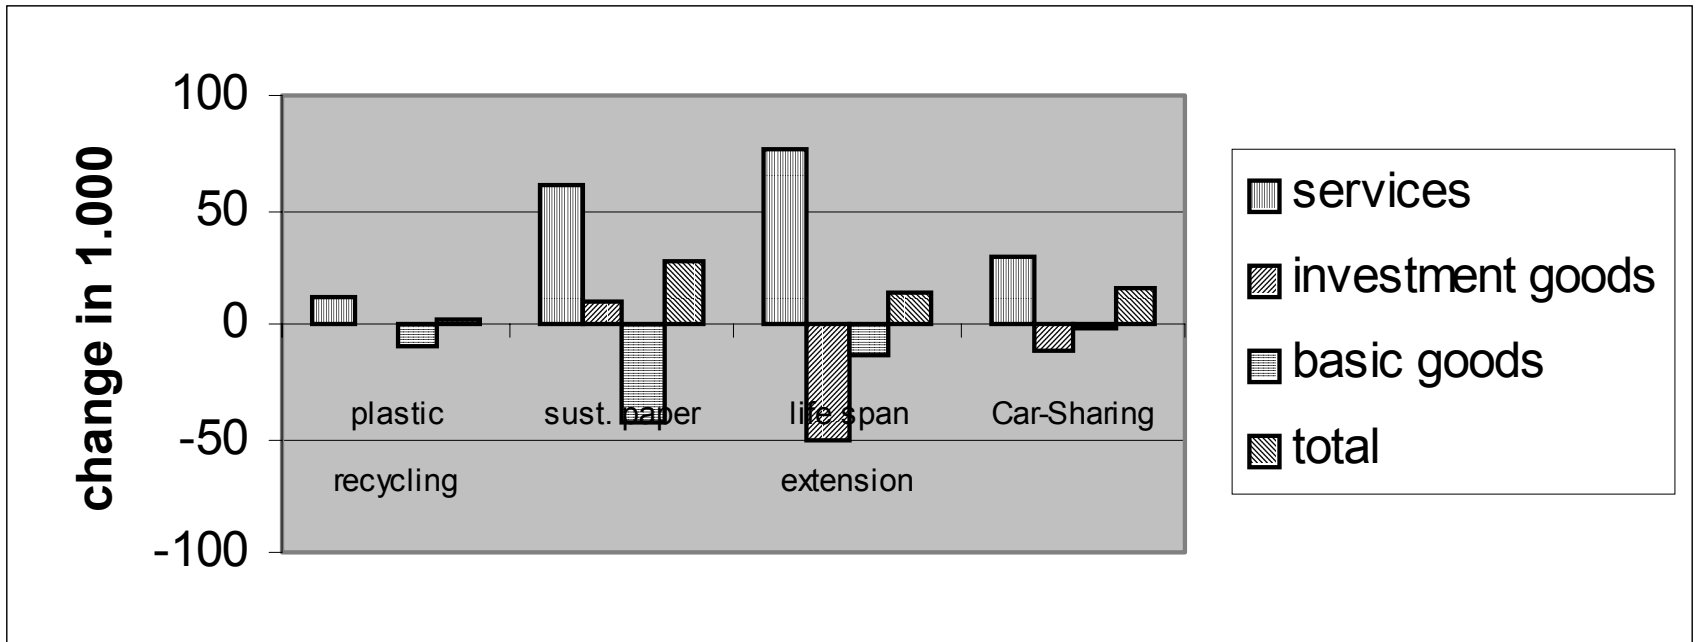 change in 1.000
100
50
0
-50
-100
plastic
recycling
sust. paper
life span
extension
Car-Sharing
services
investment goods
basic goods
total